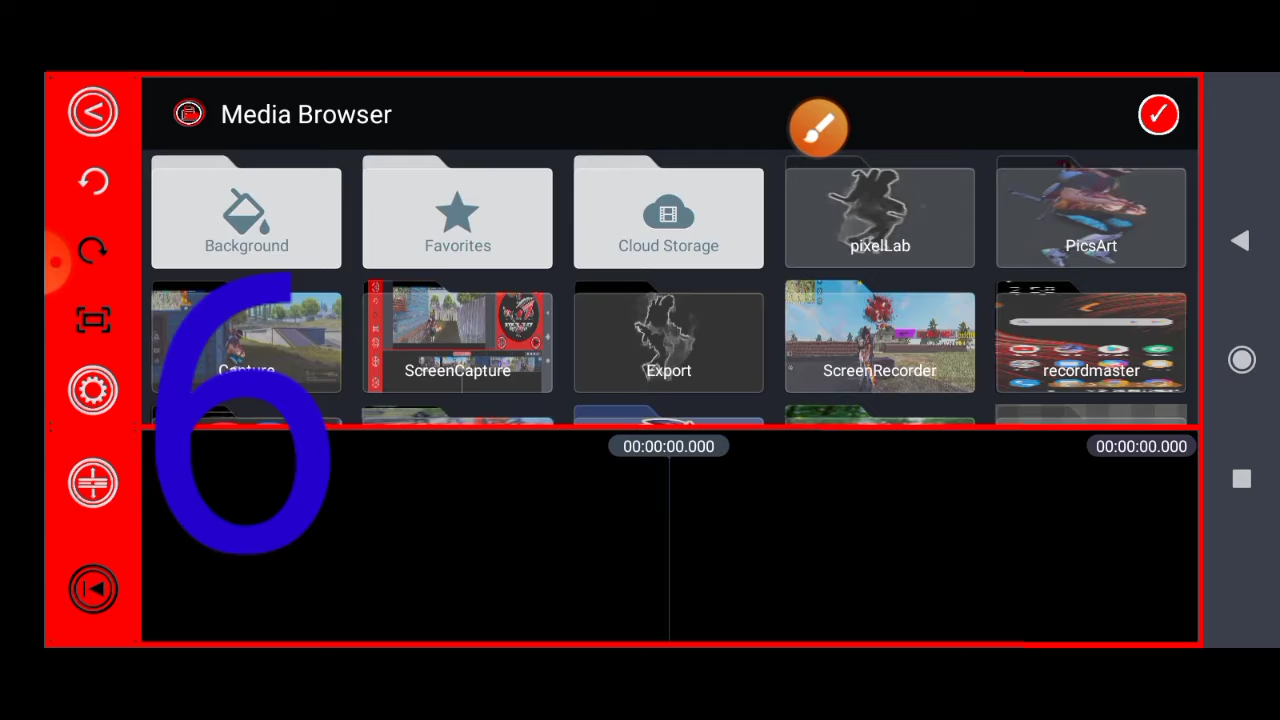 Media Browser
Background
Favorites
Cloud Storage
pixelLab
PicsArt
Capture
ScreenCapture
Export
ScreenRecorder
recordmaster
6
00:00:00.000
00:00:00.000